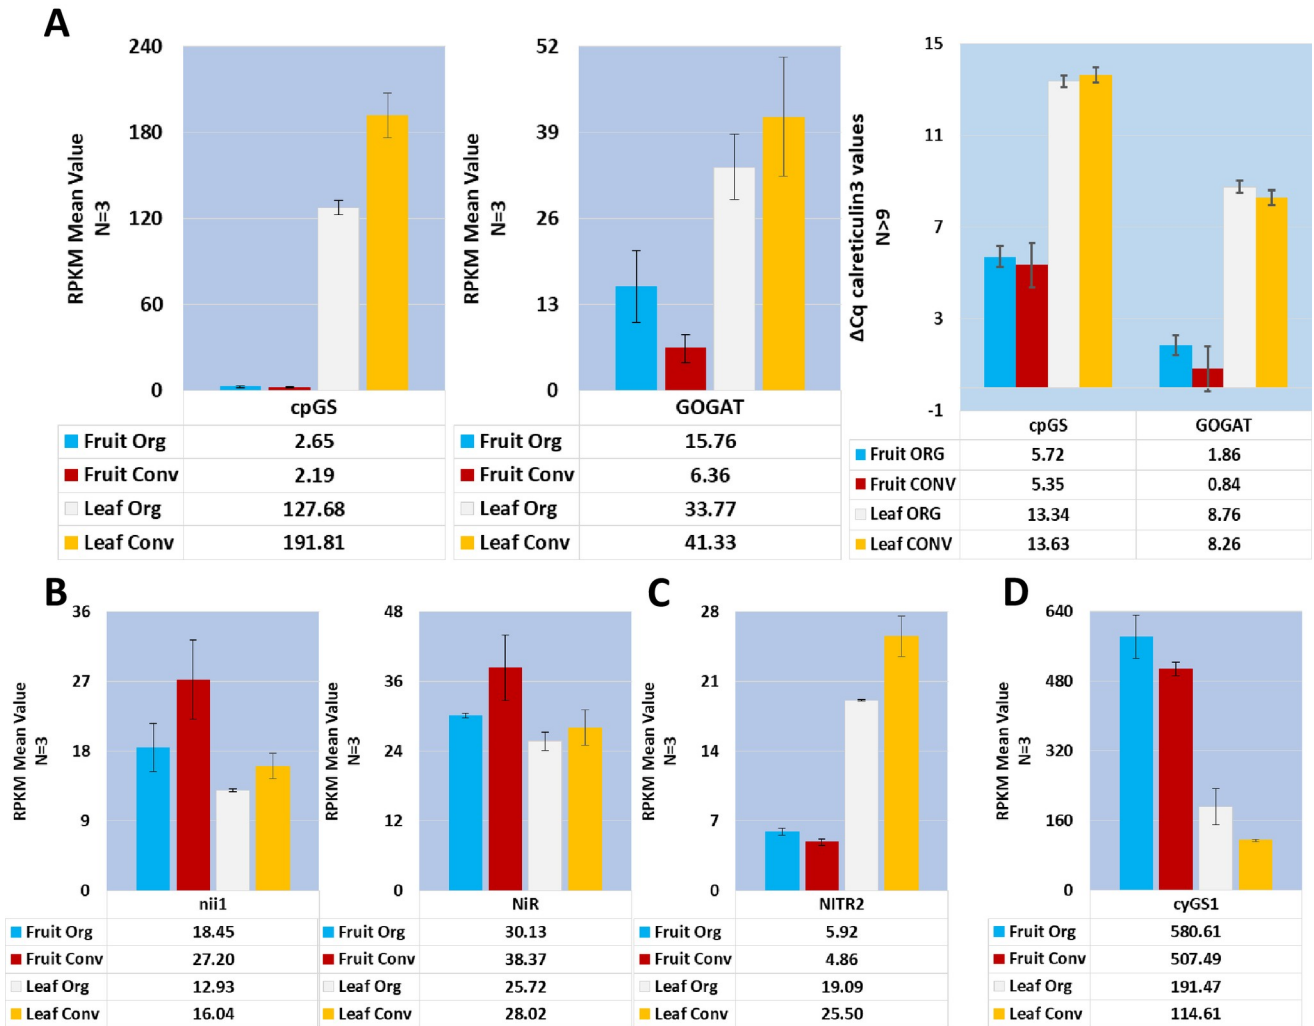 A
240
180
120
60
0
RPKM Mean Value
N=3
cpGS
Fruit Org 2.65
Fruit Conv 2.19
Leaf Org 127.68
Leaf Conv 191.81
52
39
26
13
0
RPKM Mean Value
N=3
GOGAT
Fruit Org 15.76
Fruit Conv 6.36
Leaf Org 33.77
Leaf Conv 41.33
15
11
7
3
-1
ΔCq calreticulin3 values
N>9
cpGS GOGAT
Fruit ORG 5.72 1.86
Fruit CONV 5.35 0.84
Leaf ORG 13.34 8.76
Leaf CONV 13.63 8.26
B
36
27
18
9
0
RPKM Mean Value
N=3
nii1
Fruit Org 18.45
Fruit Conv 27.20
Leaf Org 12.93
Leaf Conv 16.04
48
36
24
12
0
RPKM Mean Value
N=3
NiR
Fruit Org 30.13
Fruit Conv 38.37
Leaf Org 25.72
Leaf Conv 28.02
C
28
21
14
7
0
RPKM Mean Value
N=3
NITR2
Fruit Org 5.92
Fruit Conv 4.86
Leaf Org 19.09
Leaf Conv 25.50
D
640
480
320
160
0
RPKM Mean Value
N=3
cyGS1
Fruit Org 580.61
Fruit Conv 507.49
Leaf Org 191.47
Leaf Conv 114.61